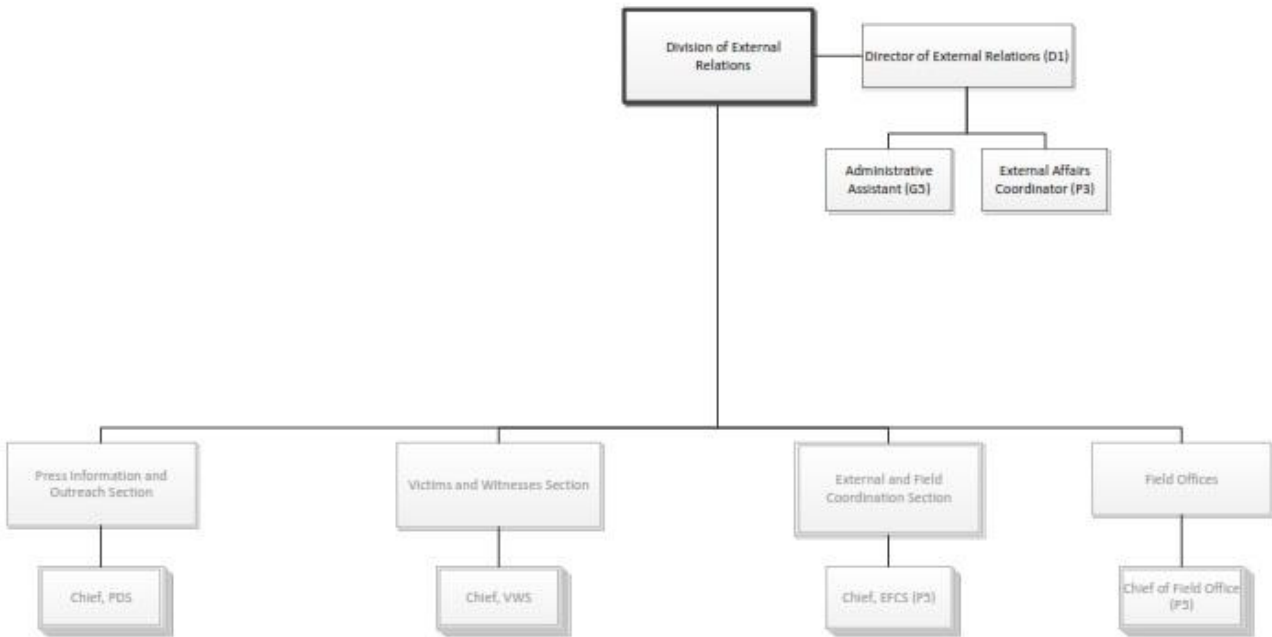 Division of External
Relations
Director of External Relations (D1)
Administrative
Assistant (G5)
External Affairs
Coordinator (P3)
Press Information and
Outreach Section
Victims and Witnesses Section
External and Field
Coordination Section
Field Offices
Chief, PDS
Chief, VWS
Chief, EFCS (P5)
Chief of Field Office
(P5)